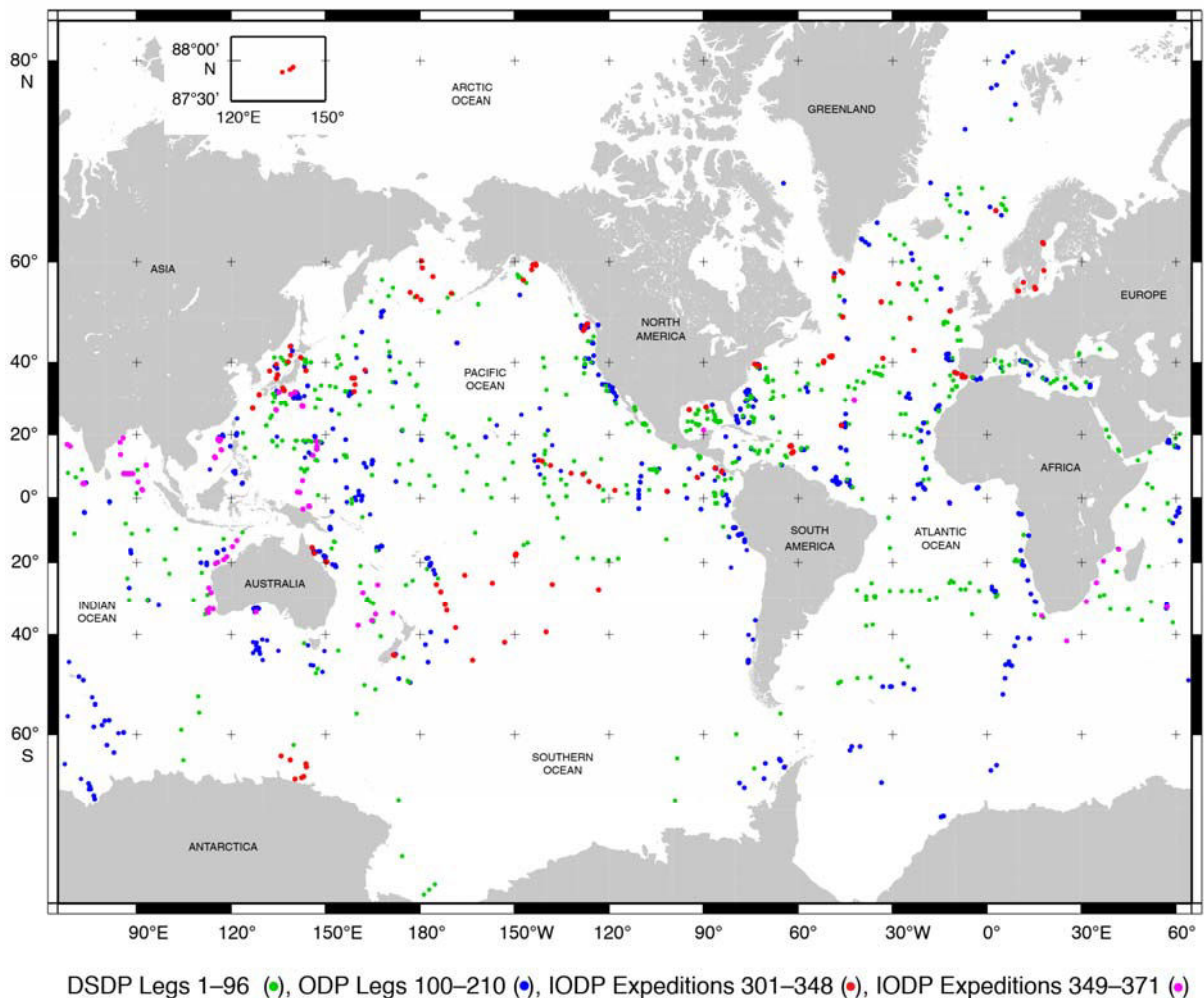 88°00'
N
87°30'
120°E 150°
80°
N
60°
40°
20°
0°
20°
40°
60°
S
ARCTIC
OCEAN
GREENLAND
ASIA
EUROPE
NORTH
AMERICA
PACIFIC
OCEAN
AFRICA
SOUTH
AMERICA
ATLANTIC
OCEAN
AUSTRALIA
INDIAN
OCEAN
SOUTHERN
OCEAN
ANTARCTICA
90°E 120° 150°E 180° 150°W 120° 90° 60° 30°W 0° 30°E 60°
DSDP Legs 1–96 (●), ODP Legs 100–210 (●), IODP Expeditions 301–348 (●), IODP Expeditions 349–371 (●)